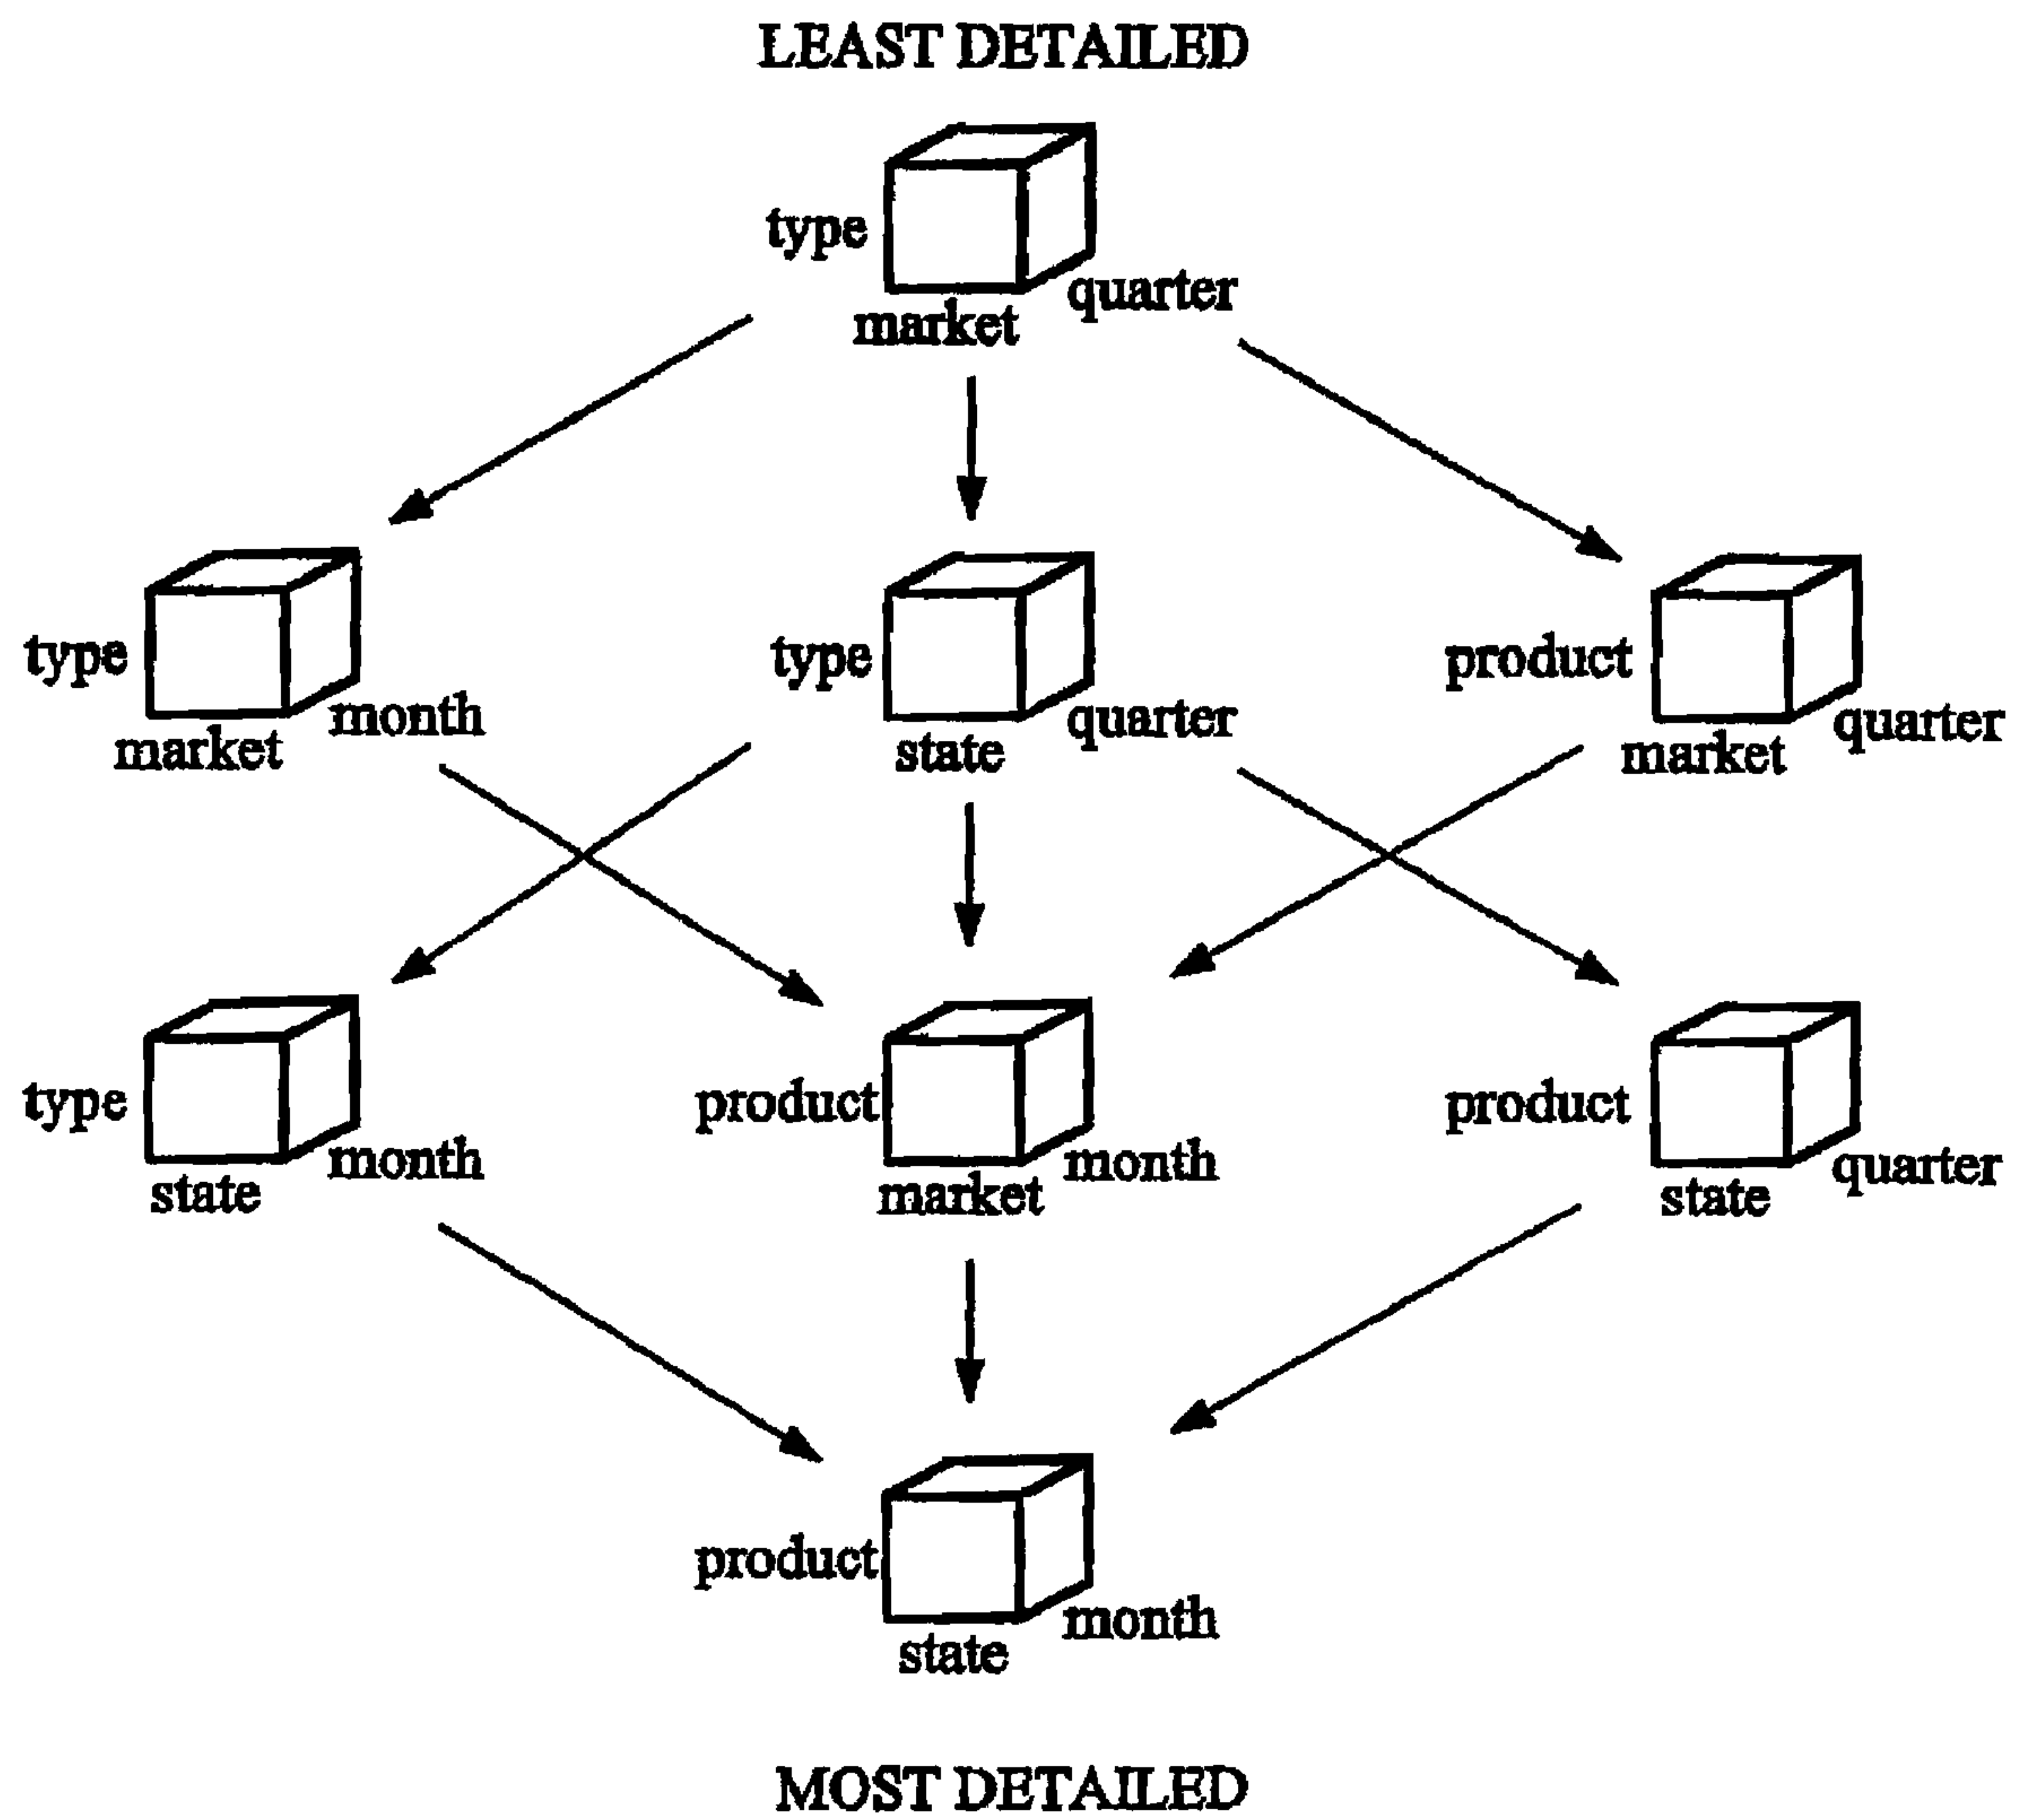 LEAST DETAILED
type
quarter
market
type
month
market
type
quarter
state
product
quarter
market
type
month
state
product
month
market
product
quarter
state
product
month
state
MOST DETAILED